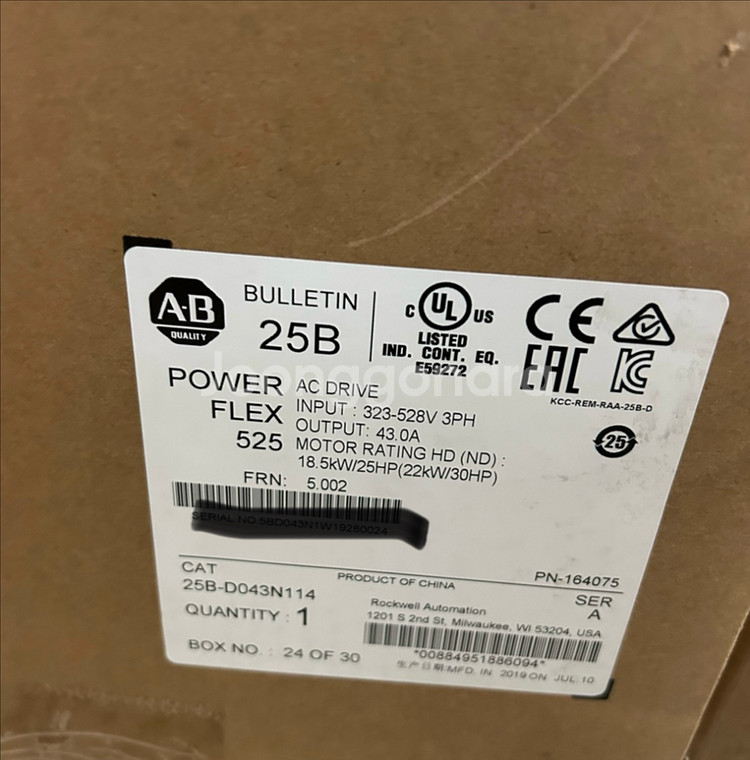 A-B
QUALITY
BULLETIN
25B
C UL US
LISTED
IND. CONT. EQ.
E59272
CE
EAC
KCC-REM-RAA-25B-D
25
POWER
FLEX
525
AC DRIVE
INPUT : 323-528V 3PH
OUTPUT: 43.0A
MOTOR RATING HD (ND) :
18.5kW/25HP(22kW/30HP)
FRN: 5.002
CAT
25B-D043N114
PRODUCT OF CHINA
PN-164075
SER
A
QUANTITY : 1
Rockwell Automation
1201 S 2nd St, Milwaukee, WI 53204, USA
*00884951886094*
BOX NO. : 24 OF 30
生产日期:MFD. IN 2019 ON JUL.10